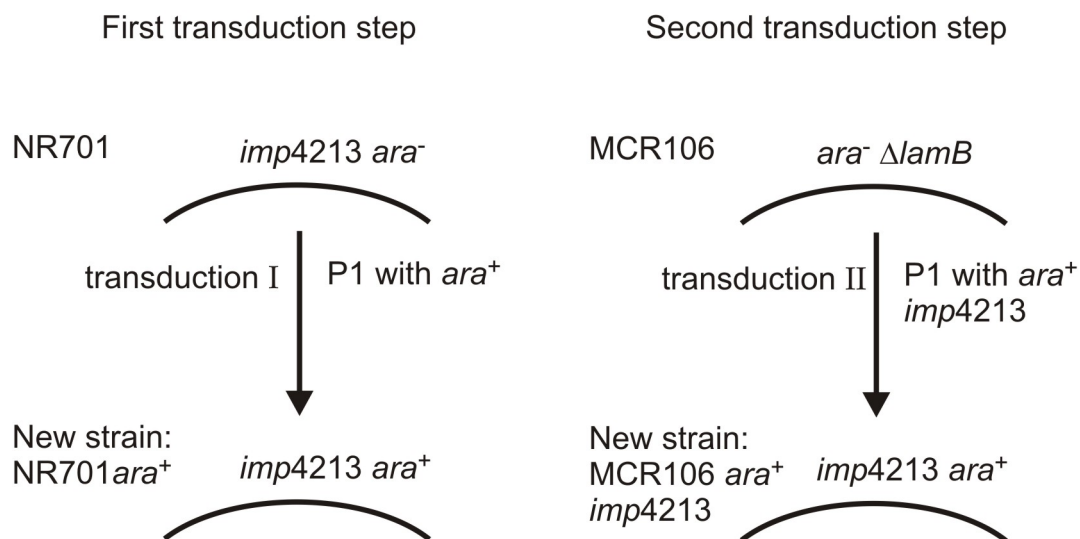 First transduction step
NR701
imp4213 ara⁻
transduction I
P1 with ara⁺
New strain:
NR701ara⁺
imp4213 ara⁺
Second transduction step
MCR106
ara⁻ ΔlamB
transduction II
P1 with ara⁺
imp4213
New strain:
MCR106 ara⁺
imp4213
imp4213 ara⁺